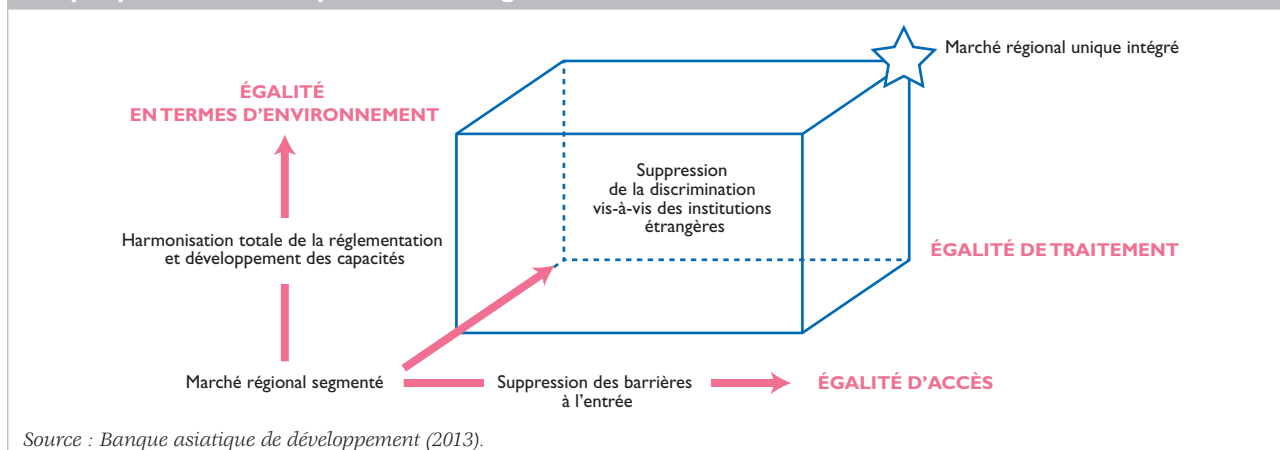 Marché régional unique intégré
ÉGALITÉ
EN TERMES D'ENVIRONNEMENT
Suppression
de la discrimination
vis-à-vis des institutions
étrangères
Harmonisation totale de la réglementation
et développement des capacités
ÉGALITÉ DE TRAITEMENT
Marché régional segmenté
Suppression des barrières
à l'entrée
ÉGALITÉ D'ACCÈS
Source : Banque asiatique de développement (2013).